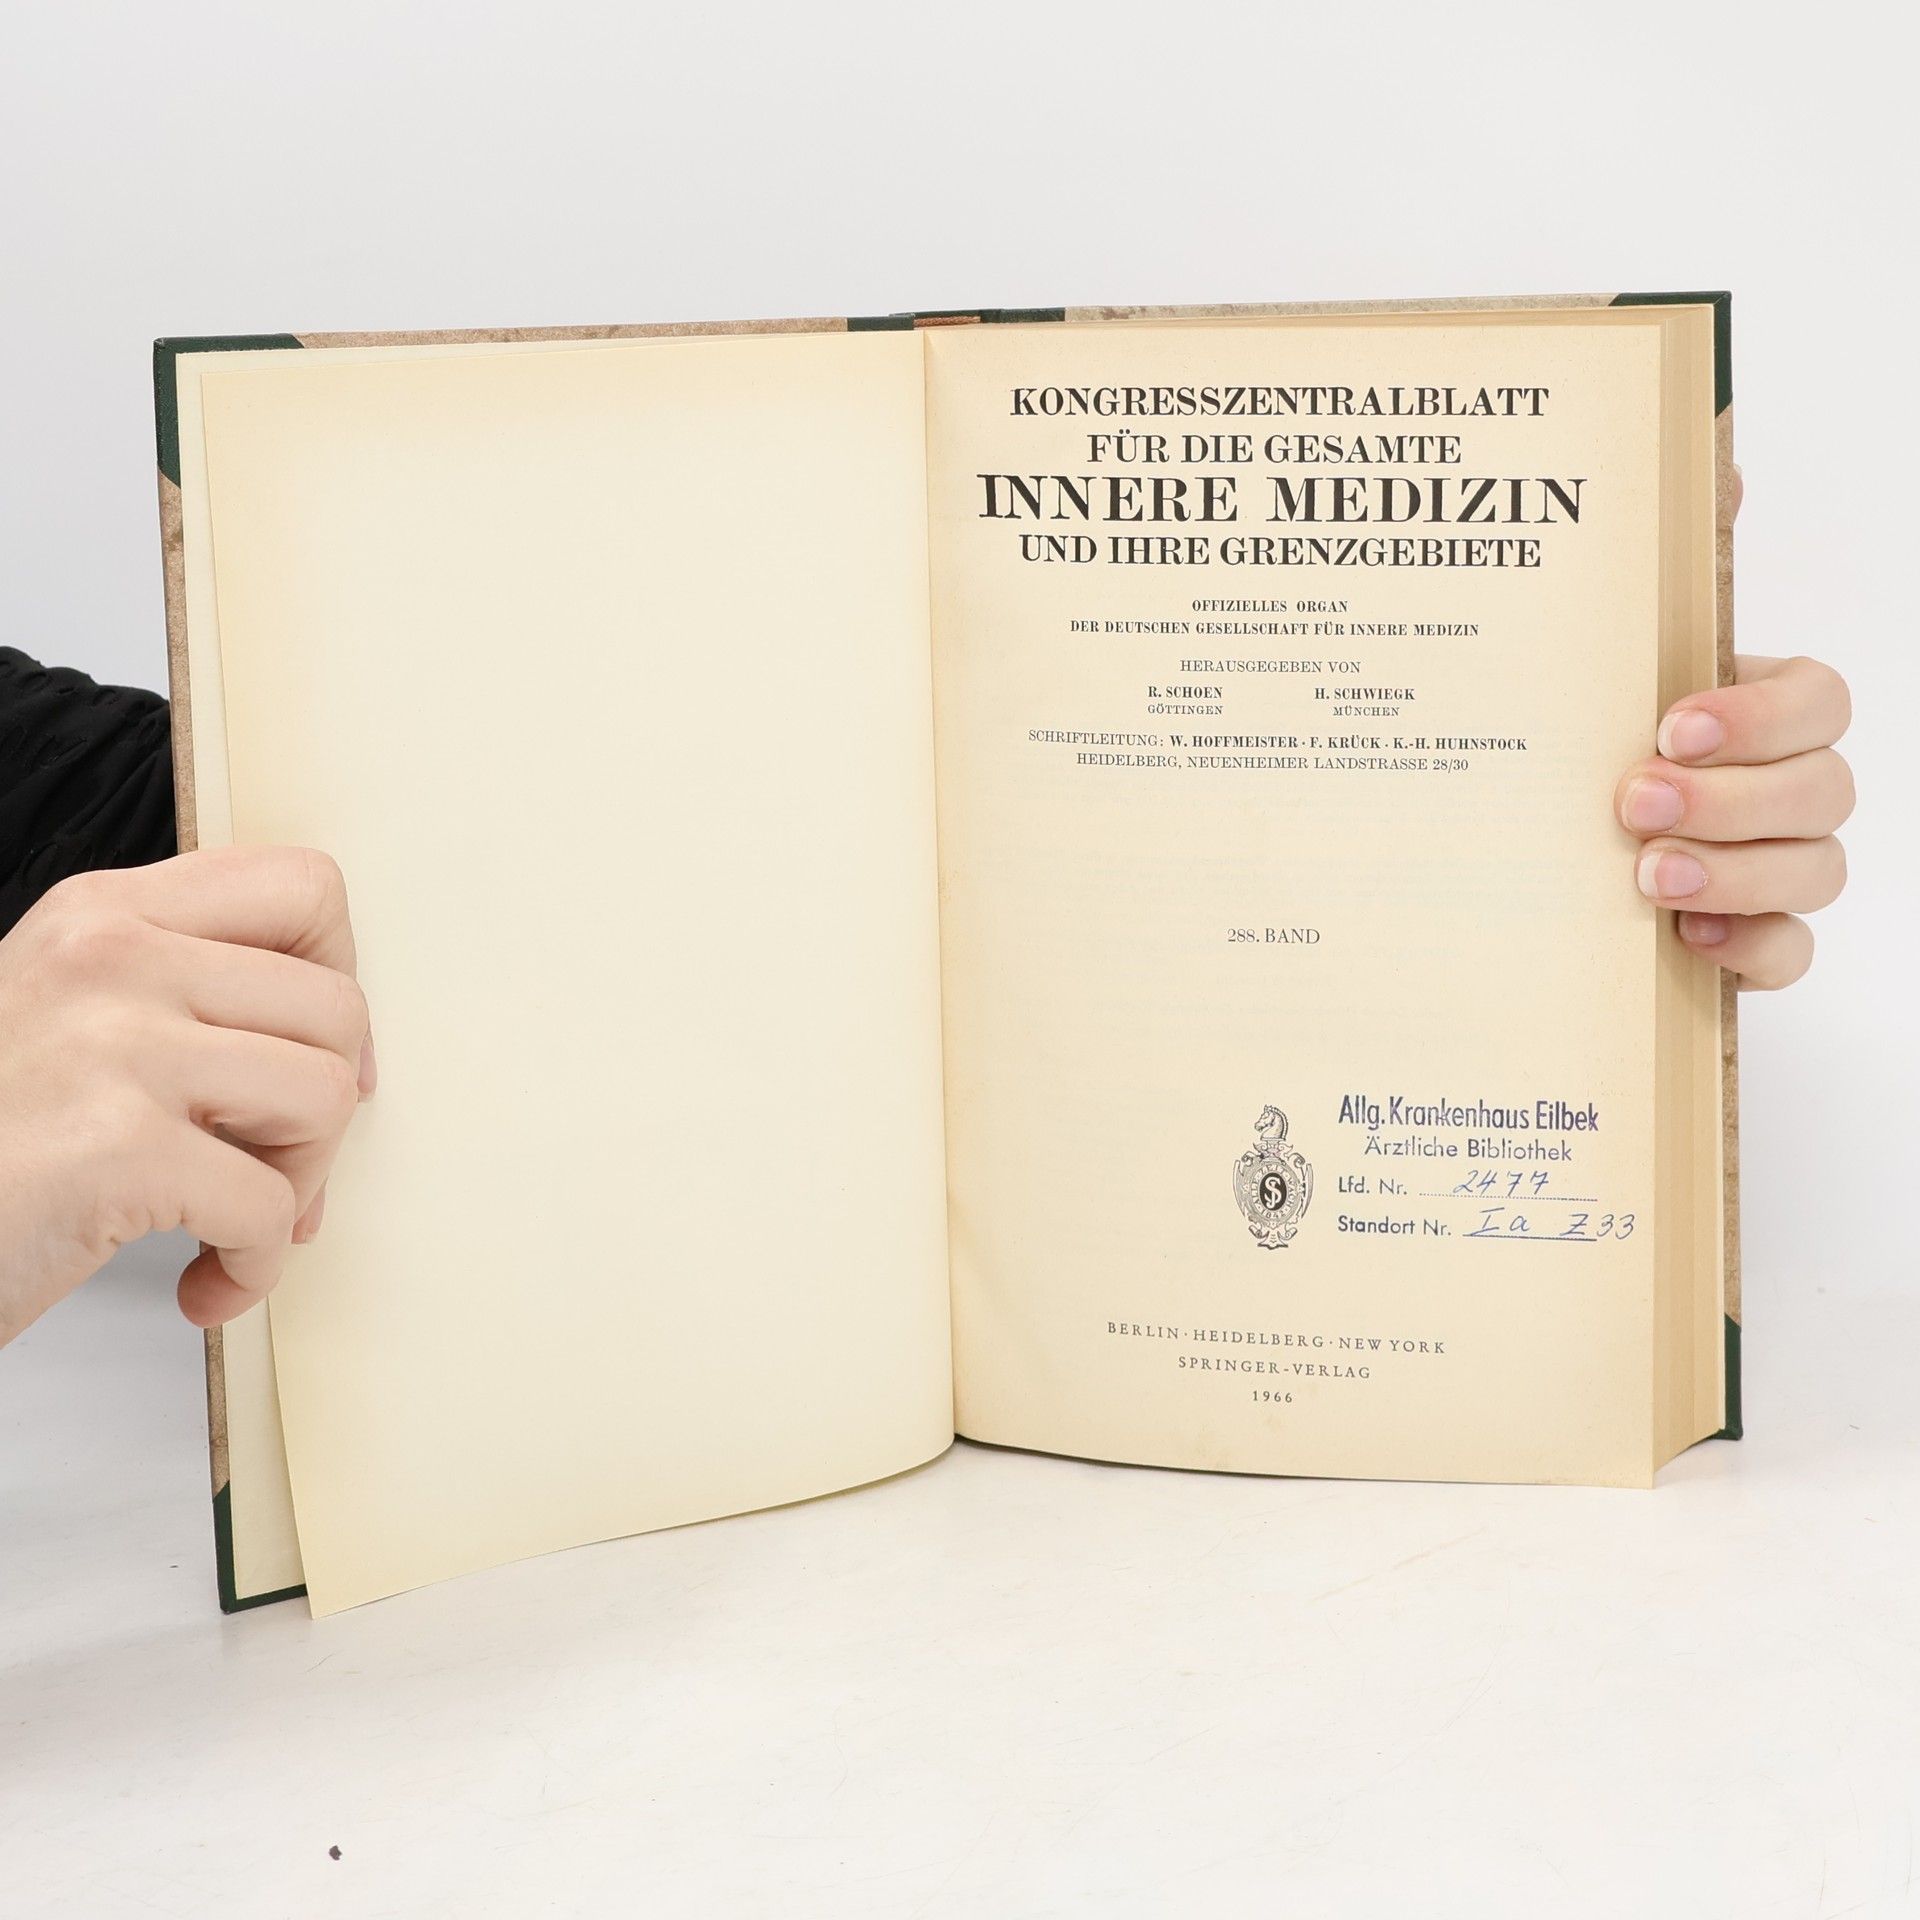 KONGRESSZENTRALBLATT
FÜR DIE GESAMTE
INNERE MEDIZIN
UND IHRE GRENZGEBIETE
OFFIZIELLES ORGAN
DER DEUTSCHEN GESELLSCHAFT FÜR INNERE MEDIZIN
HERAUSGEGEBEN VON
R. SCHOEN H. SCHWIEGK
GÖTTINGEN MÜNCHEN
SCHRIFTLEITUNG: W. HOFFMEISTER · F. KRÜCK · K.-H. HUHNSTOCK
HEIDELBERG, NEUENHEIMER LANDSTRASSE 28/30
288. BAND
Allg. Krankenhaus Eilbek
Ärztliche Bibliothek
Lfd. Nr. 2477
Standort Nr. Ia Z33
BERLIN · HEIDELBERG · NEW YORK
SPRINGER-VERLAG
1966